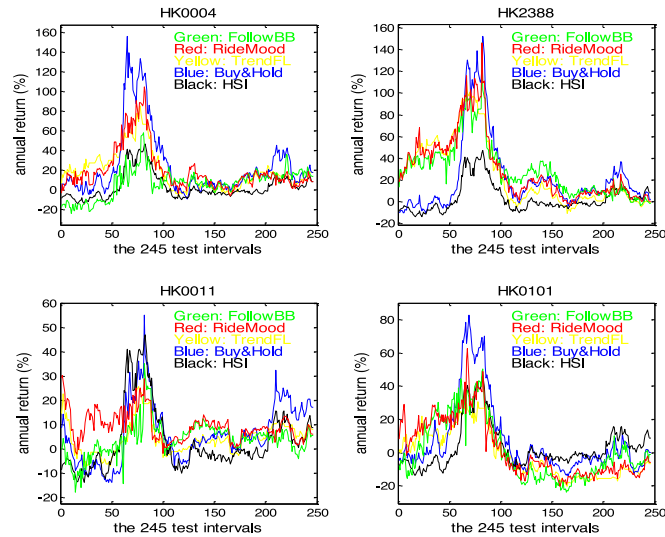 HK0004
160
140
120
100
80
60
40
20
0
-20
annual return (%)
Green: FollowBB
Red: RideMood
Yellow: TrendFL
Blue: Buy&Hold
Black: HSI
0 50 100 150 200 250
the 245 test intervals
HK2388
160
140
120
100
80
60
40
20
0
-20
annual return (%)
Green: FollowBB
Red: RideMood
Yellow: TrendFL
Blue: Buy&Hold
Black: HSI
0 50 100 150 200 250
the 245 test intervals
HK0011
60
50
40
30
20
10
0
-10
-20
annual return (%)
Green: FollowBB
Red: RideMood
Yellow: TrendFL
Blue: Buy&Hold
Black: HSI
0 50 100 150 200 250
the 245 test intervals
HK0101
80
60
40
20
0
-20
annual return (%)
Green: FollowBB
Red: RideMood
Yellow: TrendFL
Blue: Buy&Hold
Black: HSI
0 50 100 150 200 250
the 245 test intervals